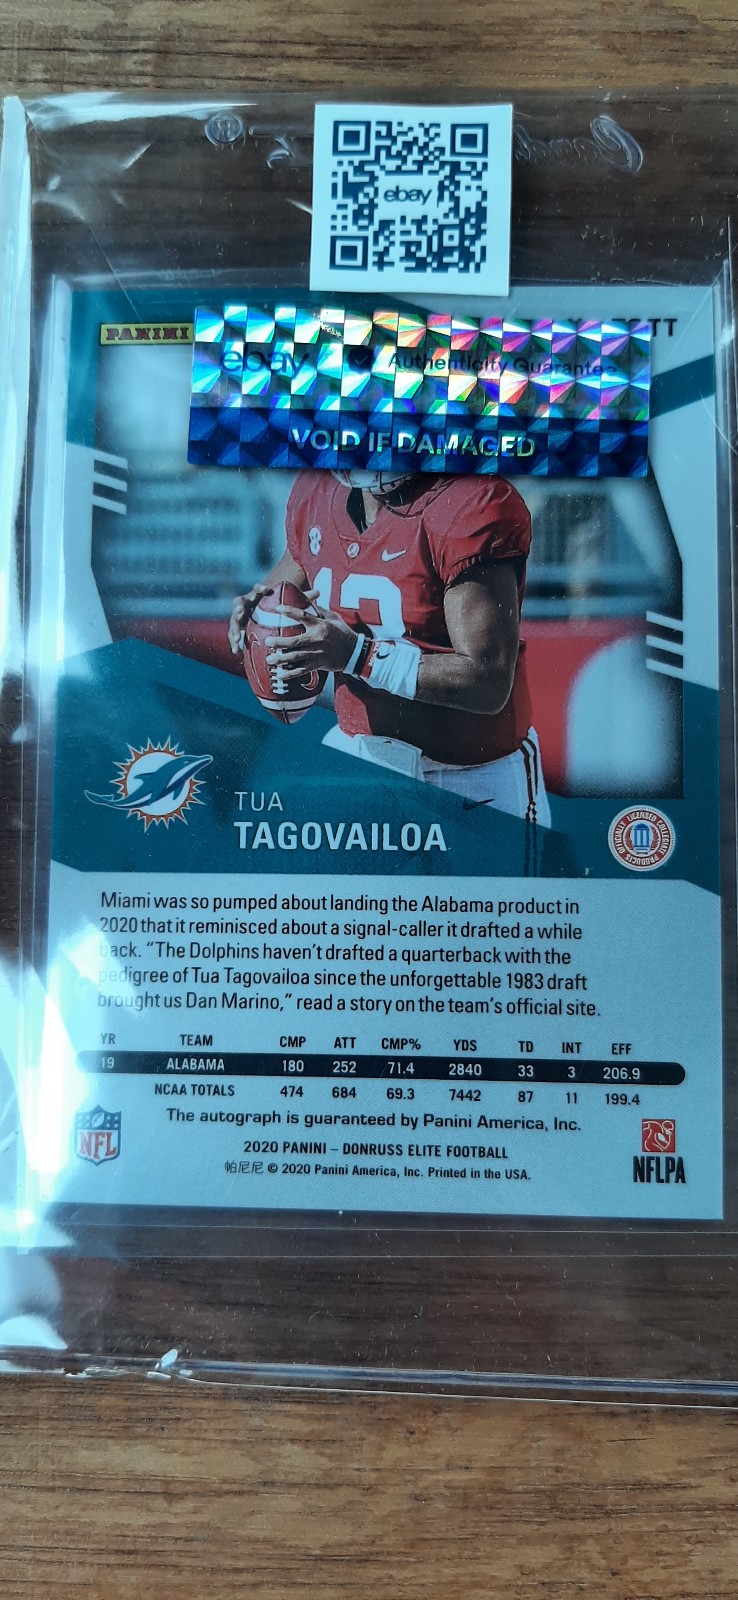 ebay
PANINI
TT
ebay Authenticity Guarantee
VOID IF DAMAGED
13
TUA
TAGOVAILOA
OFFICIALLY LICENSED COLLEGIATE PRODUCTS
Miami was so pumped about landing the Alabama product in
2020 that it reminisced about a signal-caller it drafted a while
back. “The Dolphins haven’t drafted a quarterback with the
pedigree of Tua Tagovailoa since the unforgettable 1983 draft
brought us Dan Marino,” read a story on the team’s official site.
YR TEAM CMP ATT CMP% YDS TD INT EFF
19 ALABAMA 180 252 71.4 2840 33 3 206.9
NCAA TOTALS 474 684 69.3 7442 87 11 199.4
The autograph is guaranteed by Panini America, Inc.
NFL
2020 PANINI – DONRUSS ELITE FOOTBALL
帕尼尼 © 2020 Panini America, Inc. Printed in the USA.
NFLPA